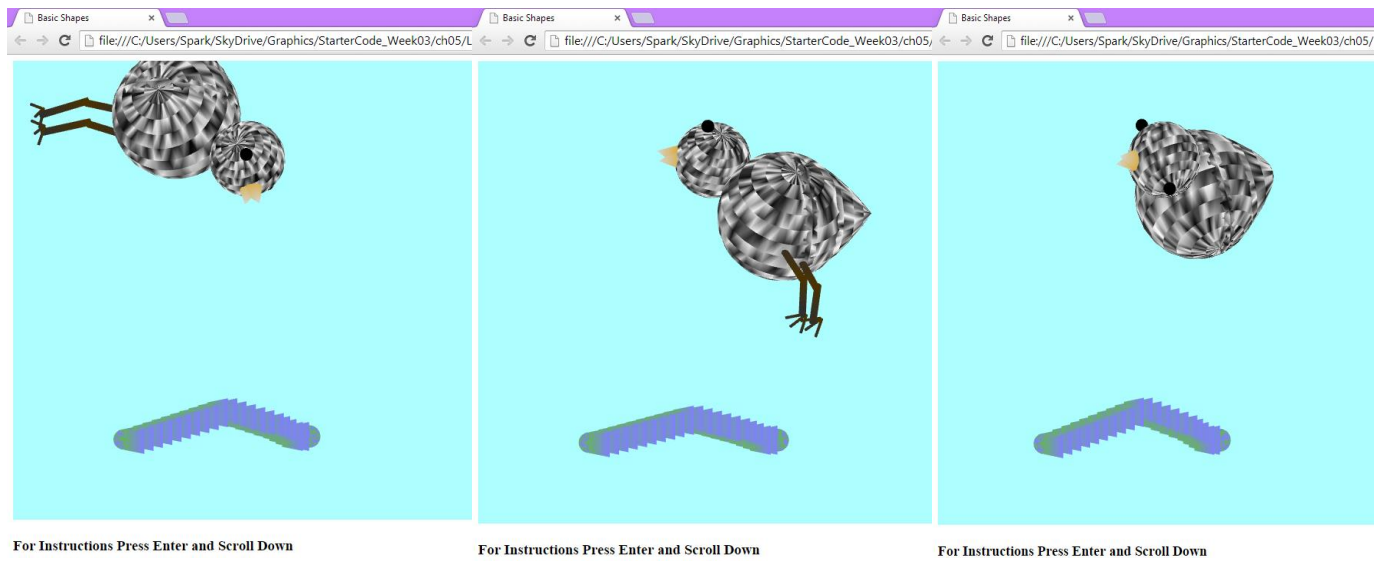 Basic Shapes
file:///C:/Users/Spark/SkyDrive/Graphics/StarterCode_Week03/ch05/L
For Instructions Press Enter and Scroll Down
Basic Shapes
file:///C:/Users/Spark/SkyDrive/Graphics/StarterCode_Week03/ch05/
For Instructions Press Enter and Scroll Down
Basic Shapes
file:///C:/Users/Spark/SkyDrive/Graphics/StarterCode_Week03/ch05/
For Instructions Press Enter and Scroll Down